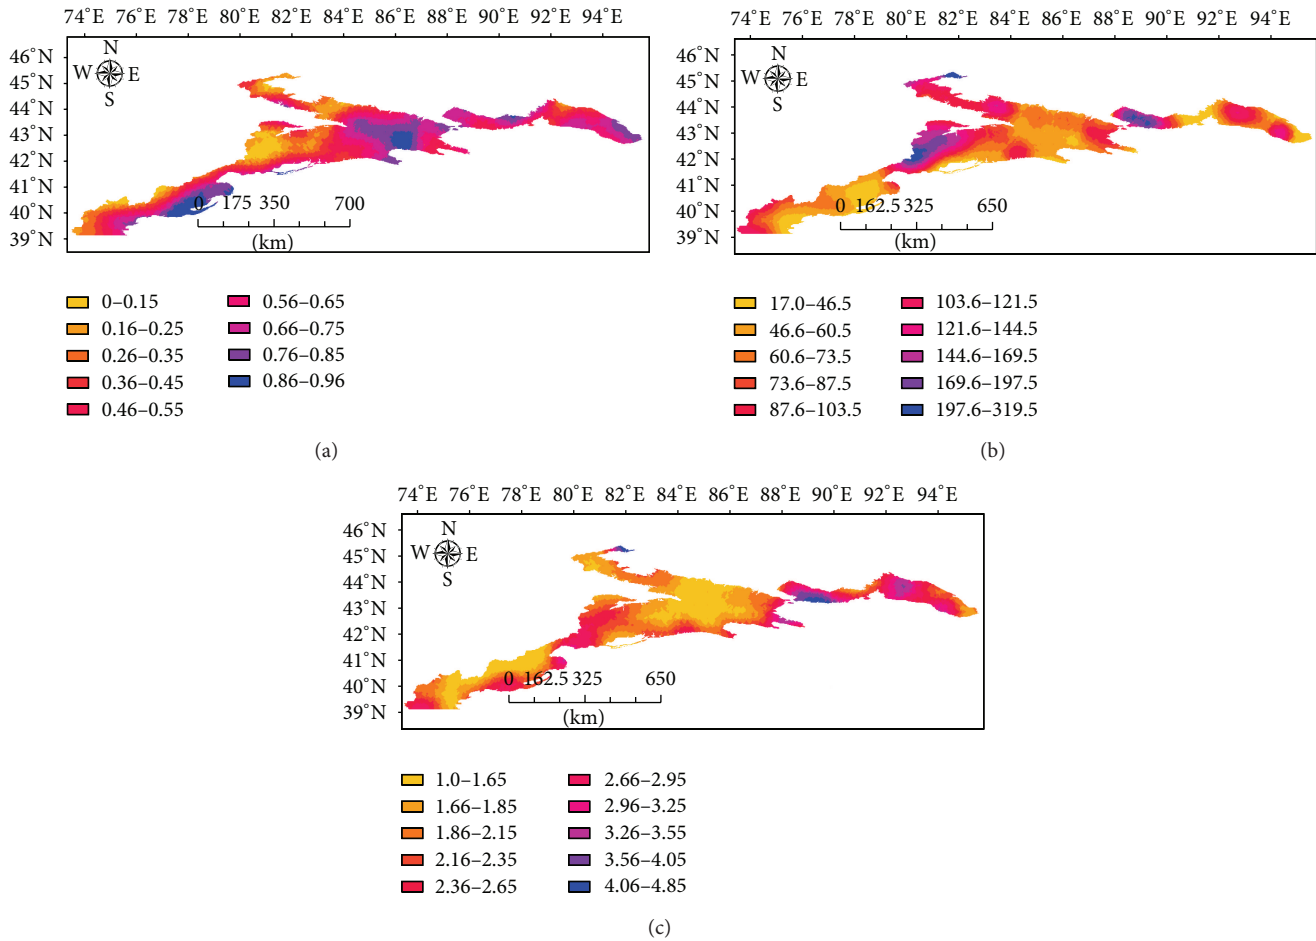 74°E 76°E 78°E 80°E 82°E 84°E 86°E 88°E 90°E 92°E 94°E
46°N
45°N
44°N
43°N
42°N
41°N
40°N
39°N
N
W E
S
0 175 350 700
(km)
0–0.15
0.16–0.25
0.26–0.35
0.36–0.45
0.46–0.55
0.56–0.65
0.66–0.75
0.76–0.85
0.86–0.96
(a)
74°E 76°E 78°E 80°E 82°E 84°E 86°E 88°E 90°E 92°E 94°E
46°N
45°N
44°N
43°N
42°N
41°N
40°N
39°N
N
W E
S
0 162.5 325 650
(km)
17.0–46.5
46.6–60.5
60.6–73.5
73.6–87.5
87.6–103.5
103.6–121.5
121.6–144.5
144.6–169.5
169.6–197.5
197.6–319.5
(b)
74°E 76°E 78°E 80°E 82°E 84°E 86°E 88°E 90°E 92°E 94°E
46°N
45°N
44°N
43°N
42°N
41°N
40°N
39°N
N
W E
S
0 162.5 325 650
(km)
1.0–1.65
1.66–1.85
1.86–2.15
2.16–2.35
2.36–2.65
2.66–2.95
2.96–3.25
3.26–3.55
3.56–4.05
4.06–4.85
(c)